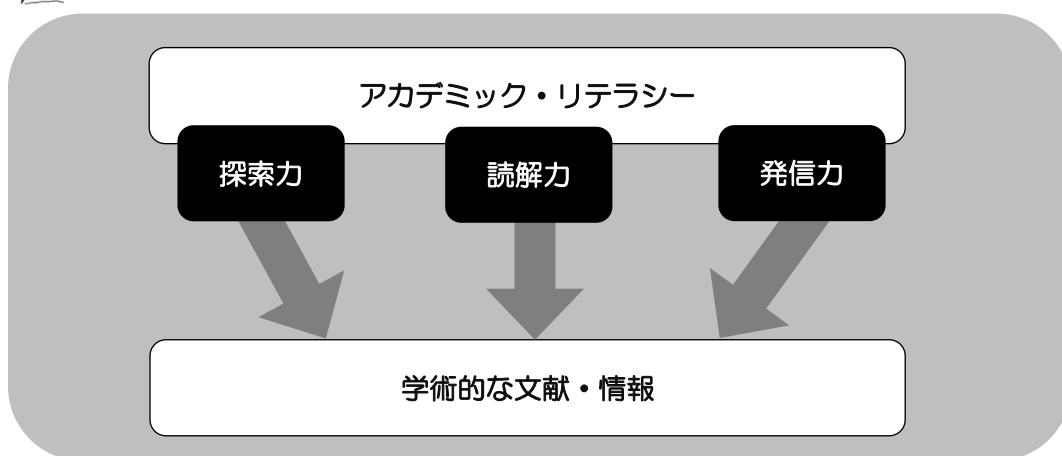 アカデミック・リテラシー
探索力
読解力
発信力
学術的な文献・情報